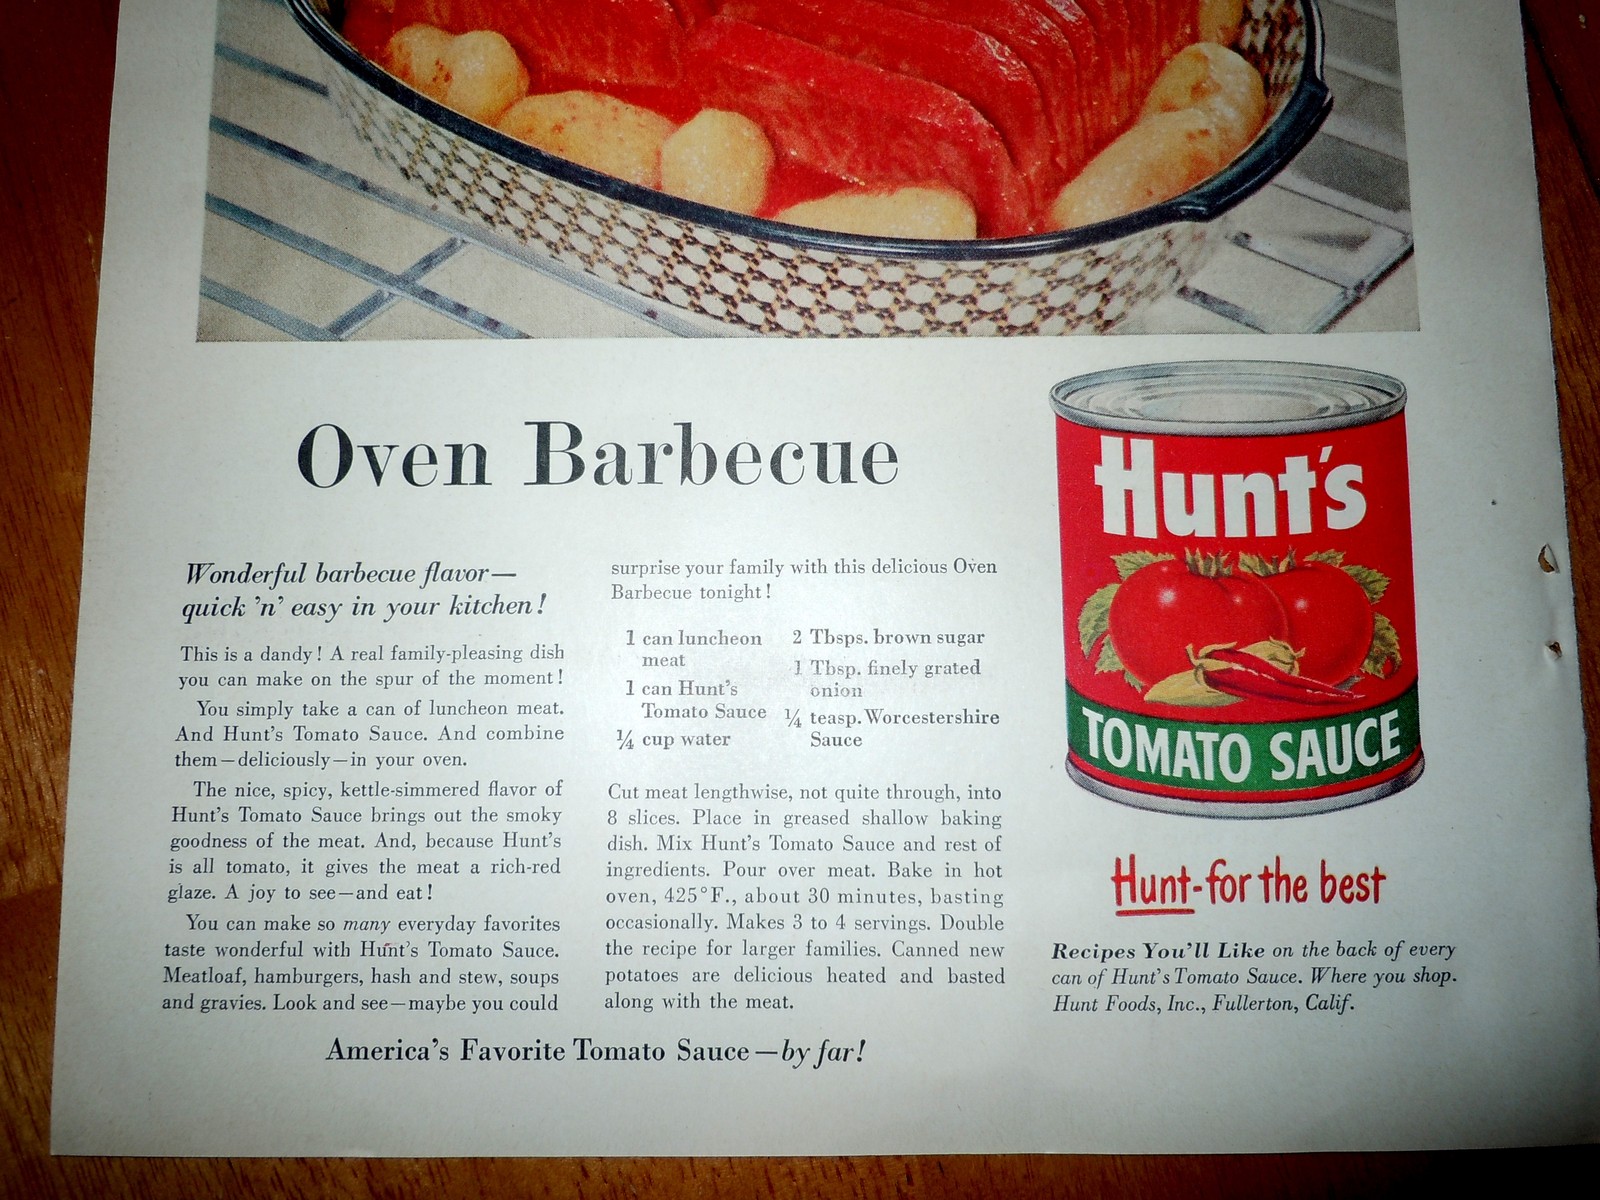 Oven Barbecue
Wonderful barbecue flavor—
quick 'n' easy in your kitchen!
This is a dandy! A real family-pleasing dish
you can make on the spur of the moment!
You simply take a can of luncheon meat.
And Hunt's Tomato Sauce. And combine
them—deliciously—in your oven.
The nice, spicy, kettle-simmered flavor of
Hunt's Tomato Sauce brings out the smoky
goodness of the meat. And, because Hunt's
is all tomato, it gives the meat a rich-red
glaze. A joy to see—and eat!
You can make so many everyday favorites
taste wonderful with Hunt's Tomato Sauce.
Meatloaf, hamburgers, hash and stew, soups
and gravies. Look and see—maybe you could
surprise your family with this delicious Oven
Barbecue tonight!
1 can luncheon
meat
1 can Hunt's
Tomato Sauce
¼ cup water
2 Tbsps. brown sugar
1 Tbsp. finely grated
onion
¼ teasp. Worcestershire
Sauce
Cut meat lengthwise, not quite through, into
8 slices. Place in greased shallow baking
dish. Mix Hunt's Tomato Sauce and rest of
ingredients. Pour over meat. Bake in hot
oven, 425°F., about 30 minutes, basting
occasionally. Makes 3 to 4 servings. Double
the recipe for larger families. Canned new
potatoes are delicious heated and basted
along with the meat.
Hunt's
TOMATO SAUCE
Hunt-for the best
Recipes You'll Like on the back of every
can of Hunt's Tomato Sauce. Where you shop.
Hunt Foods, Inc., Fullerton, Calif.
America's Favorite Tomato Sauce—by far!